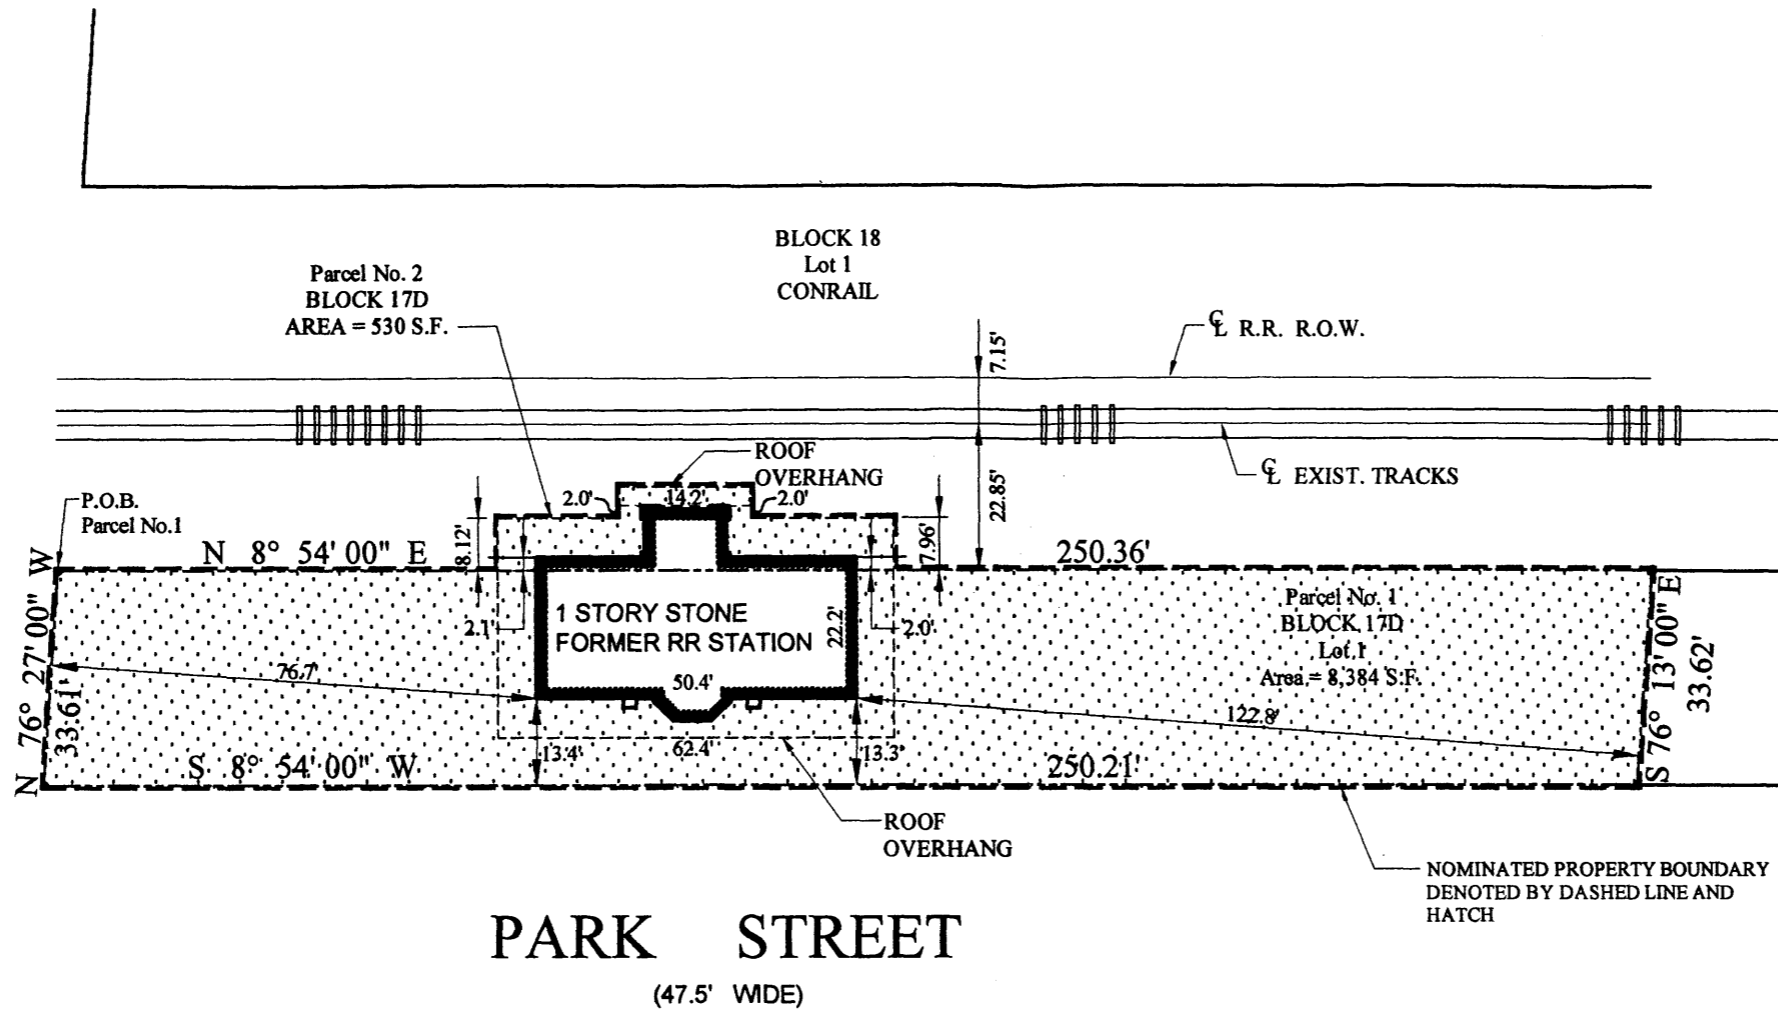 BLOCK 18
Lot 1
CONRAIL
Parcel No. 2
BLOCK 17D
AREA = 530 S.F.
℄ R.R. R.O.W.
7.15'
22.85'
℄ EXIST. TRACKS
ROOF
OVERHANG
P.O.B.
Parcel No.1
2.0'
14.2'
2.0'
8.12'
7.96'
N 8° 54' 00" E
250.36'
N 76° 27' 00" W
33.61'
2.1'
1 STORY STONE
FORMER RR STATION
22.2'
2.0'
50.4'
76.7'
Parcel No. 1
BLOCK 17D
Lot 1
Area = 8,384 S.F.
122.8'
S 76° 13' 00" E
33.62'
13.4'
62.4'
13.3'
S 8° 54' 00" W
250.21'
ROOF
OVERHANG
NOMINATED PROPERTY BOUNDARY
DENOTED BY DASHED LINE AND
HATCH
PARK STREET
(47.5' WIDE)